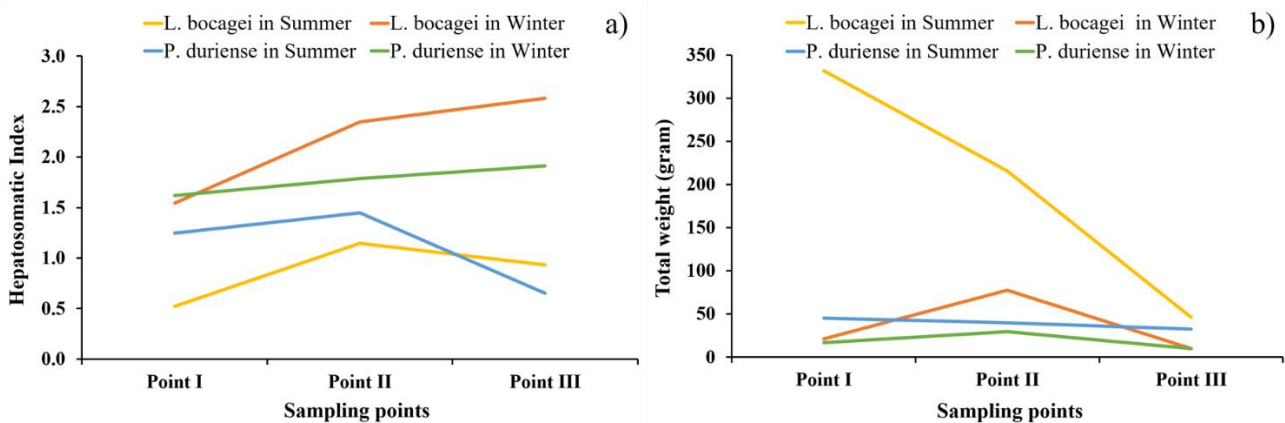 L. bocagei in Summer L. bocagei in Winter a)
P. duriense in Summer P. duriense in Winter
3.0
2.5
2.0
1.5
1.0
0.5
0.0
Hepatosomatic Index
Point I Point II Point III
Sampling points
L. bocagei in Summer L. bocagei in Winter b)
P. duriense in Summer P. duriense in Winter
350
300
250
200
150
100
50
0
Total weight (gram)
Point I Point II Point III
Sampling points